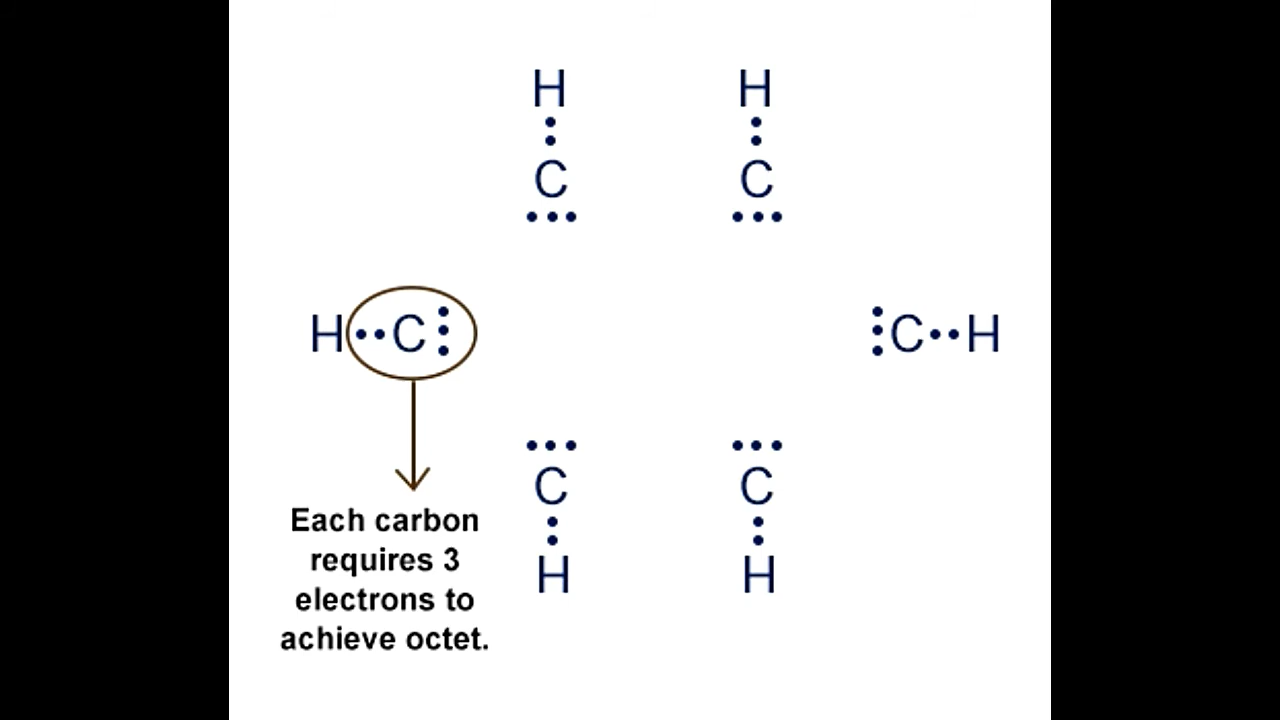 H H
C C
H C C H
Each carbon
requires 3
electrons to
achieve octet.
C C
H H